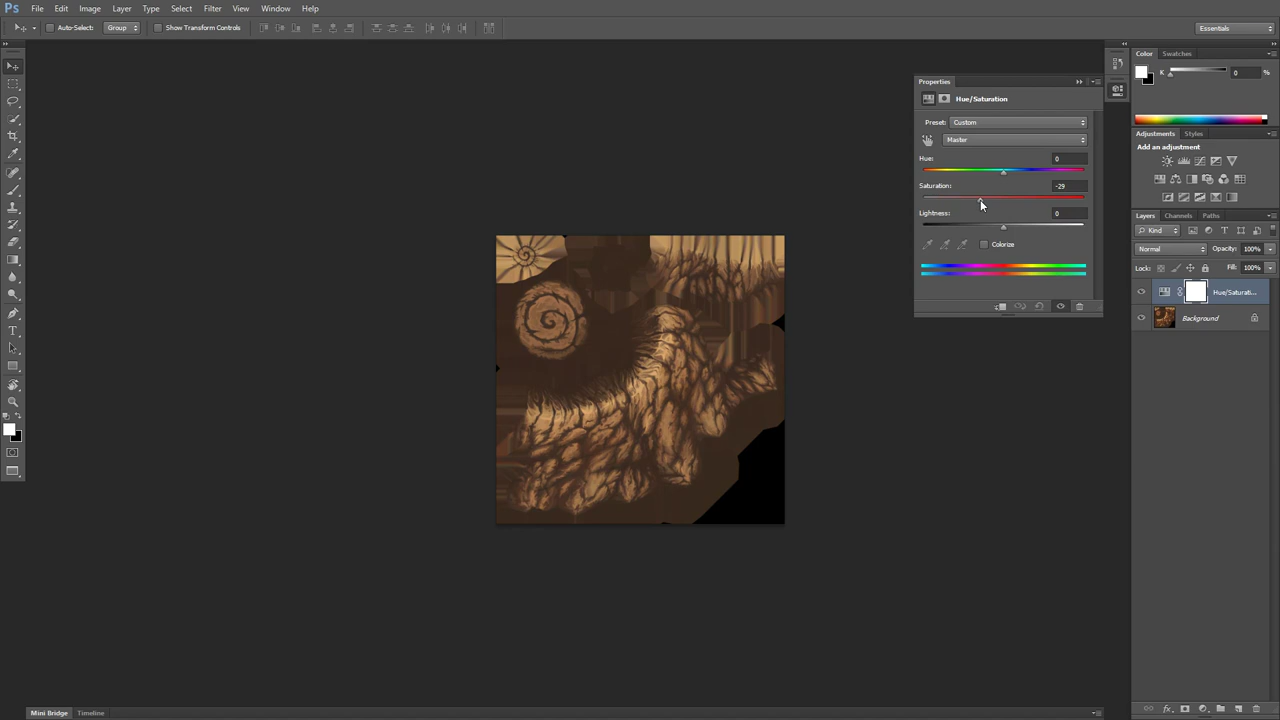 Ps File Edit Image Layer Type Select Filter View Window Help
Auto-Select: Group Show Transform Controls Essentials
Color Swatches
K 0 %
Properties
Hue/Saturation
Preset: Custom
Master
Hue: 0
Saturation: -29
Lightness: 0
Colorize
Adjustments Styles
Add an adjustment
Layers Channels Paths
Kind
Normal Opacity: 100%
Lock: Fill: 100%
Hue/Saturati...
Background
Mini Bridge Timeline